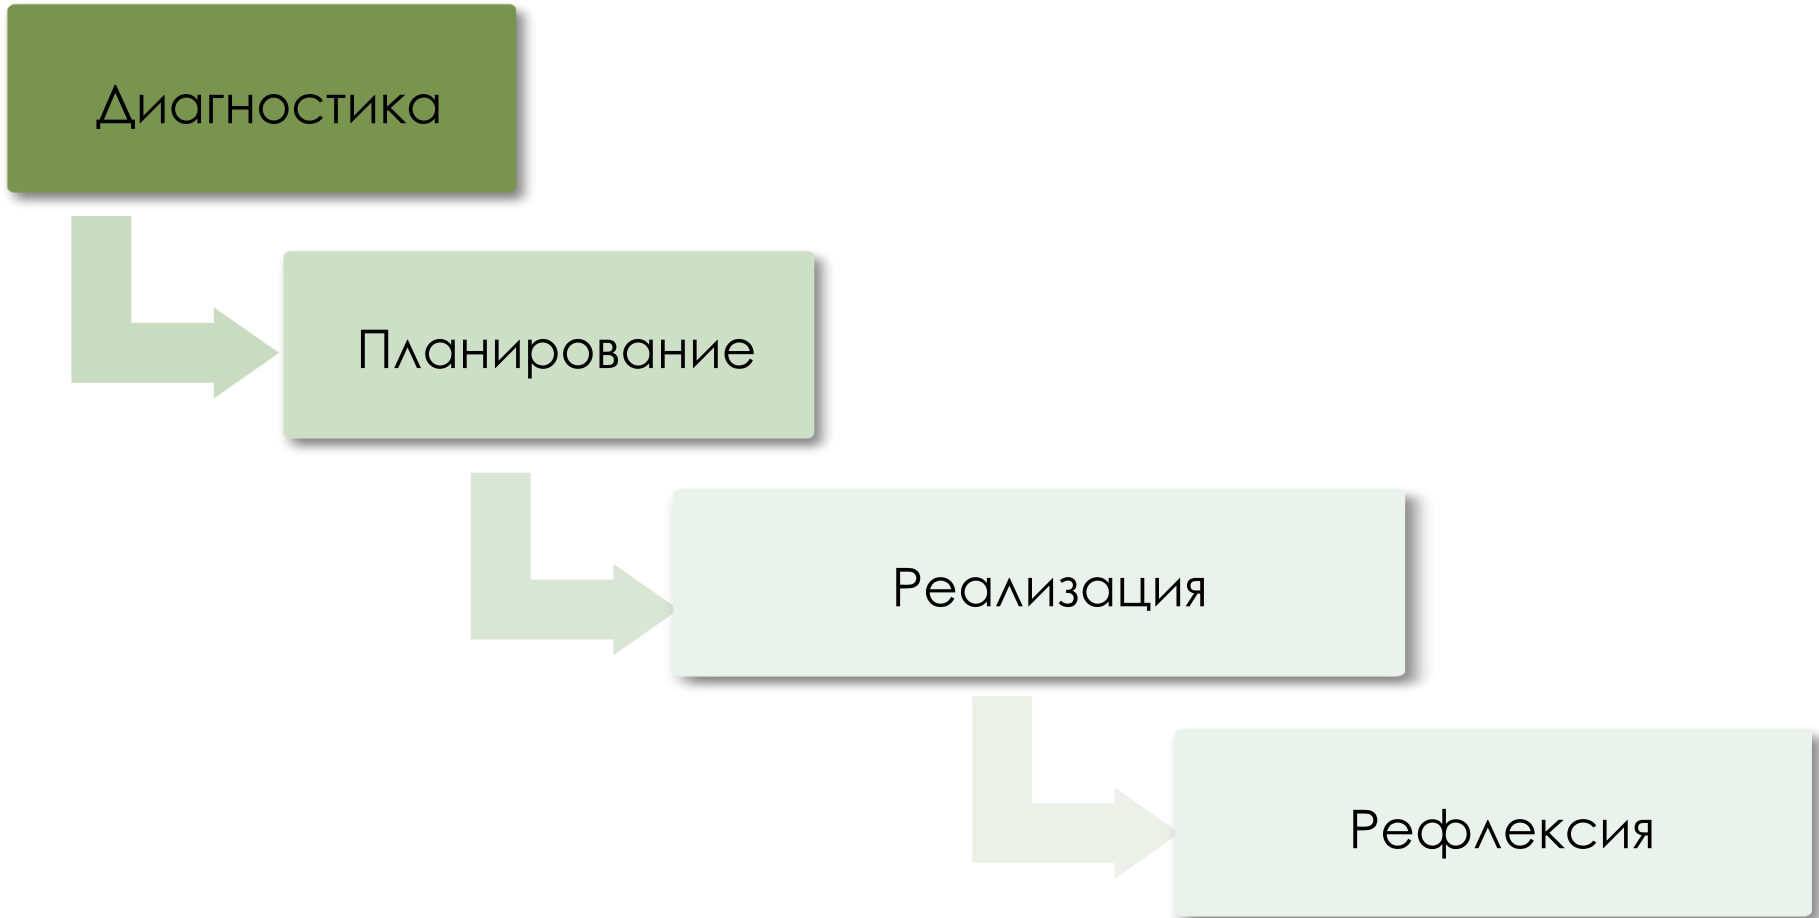 Диагностика
Планирование
Реализация
Рефлексия